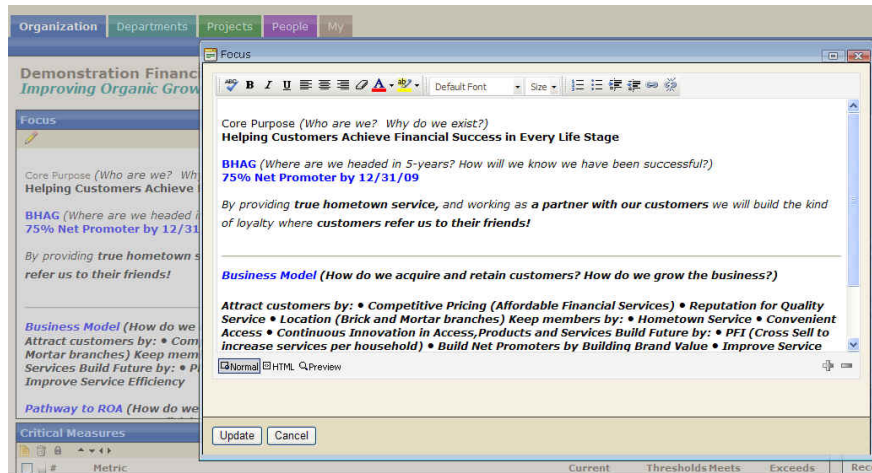 Organization Departments Projects People My
Focus
Demonstration Financ
Improving Organic Grow
Focus
ABC B I U A ab Default Font Size
Core Purpose (Who are we? Wh
Helping Customers Achieve
BHAG (Where are we headed i
75% Net Promoter by 12/31
By providing true hometown s
refer us to their friends!
Business Model (How do we
Attract customers by: • Com
Mortar branches) Keep mem
Services Build Future by: • P
Improve Service Efficiency
Pathway to ROA (How do we
Core Purpose (Who are we? Why do we exist?)
Helping Customers Achieve Financial Success in Every Life Stage
BHAG (Where are we headed in 5-years? How will we know we have been successful?)
75% Net Promoter by 12/31/09
By providing true hometown service, and working as a partner with our customers we will build the kind
of loyalty where customers refer us to their friends!
Business Model (How do we acquire and retain customers? How do we grow the business?)
Attract customers by: • Competitive Pricing (Affordable Financial Services) • Reputation for Quality
Service • Location (Brick and Mortar branches) Keep members by: • Hometown Service • Convenient
Access • Continuous Innovation in Access,Products and Services Build Future by: • PFI (Cross Sell to
increase services per household) • Build Net Promoters by Building Brand Value • Improve Service
Normal HTML Preview
Update Cancel
Critical Measures
# Metric Current Thresholds Meets Exceeds Rec